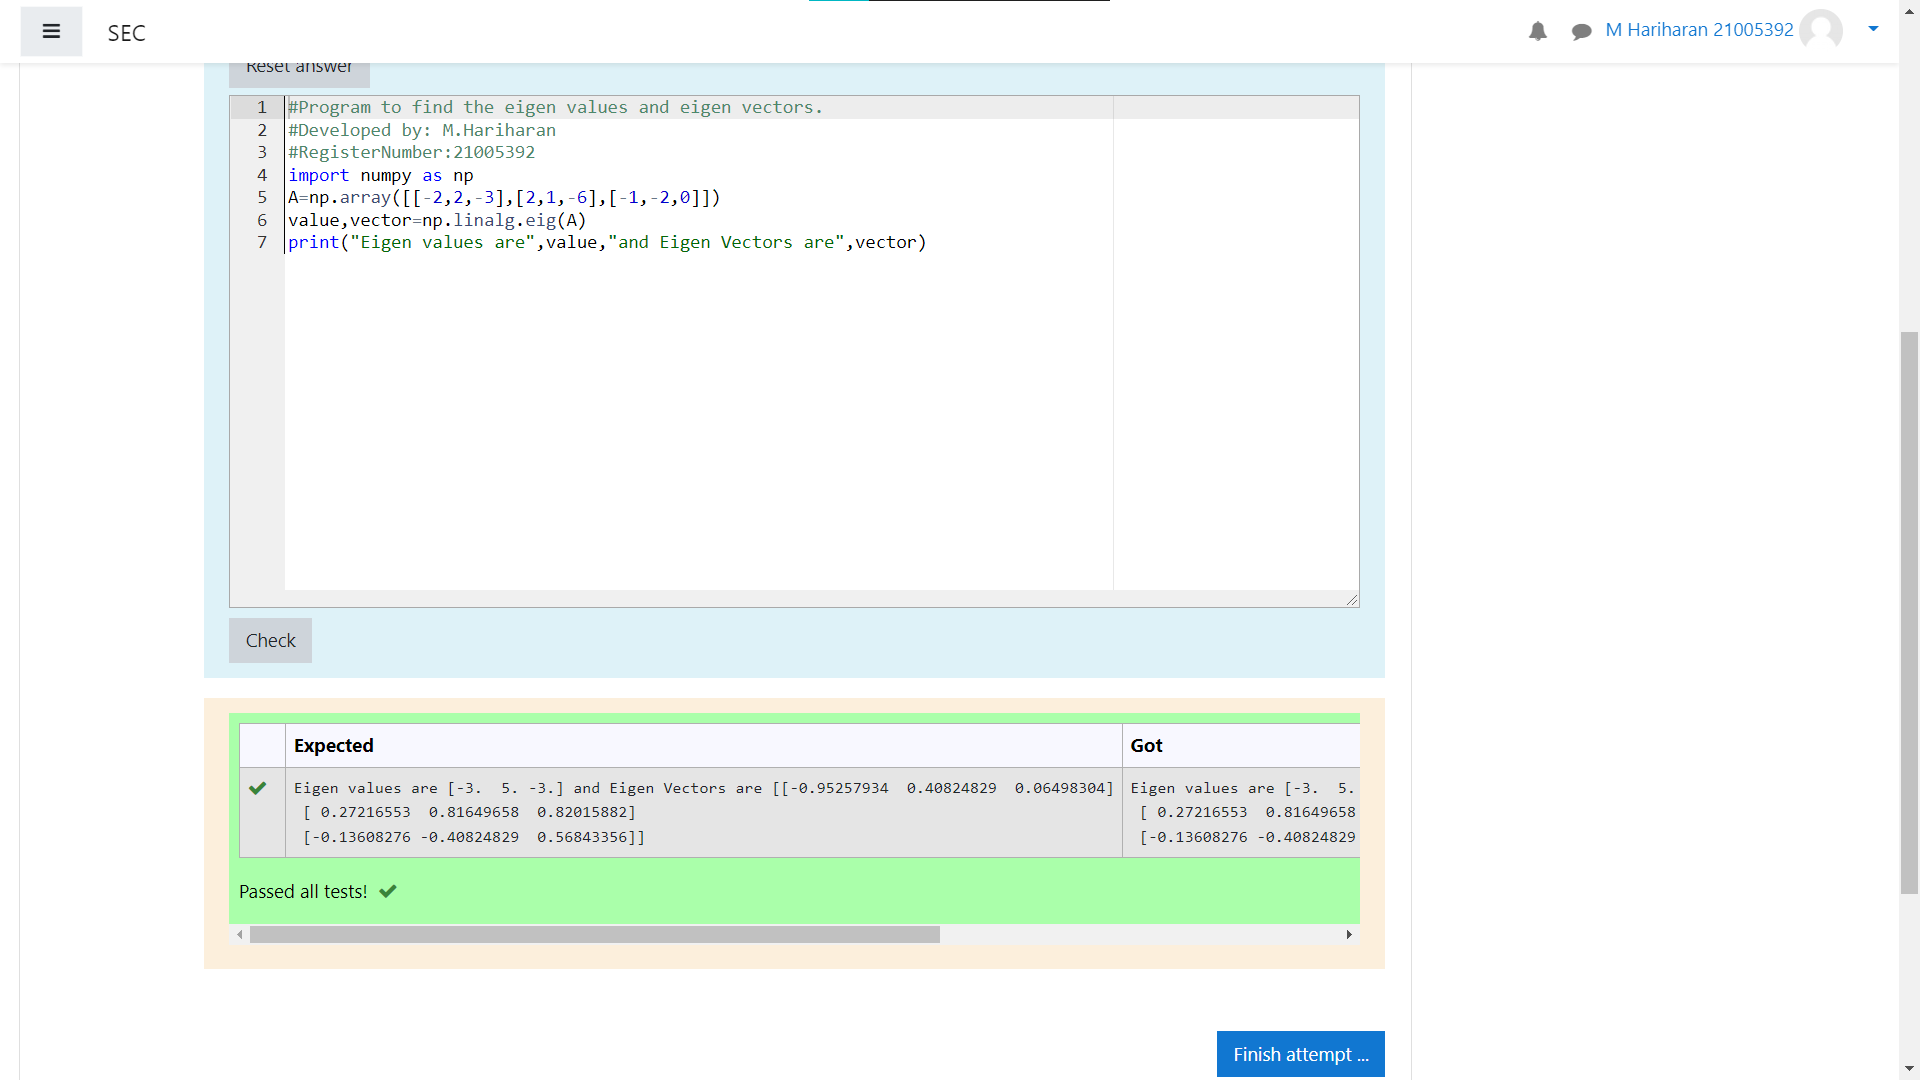 SEC
M Hariharan 21005392
Reset answer
1 #Program to find the eigen values and eigen vectors.
2 #Developed by: M.Hariharan
3 #RegisterNumber:21005392
4 import numpy as np
5 A=np.array([[-2,2,-3],[2,1,-6],[-1,-2,0]])
6 value,vector=np.linalg.eig(A)
7 print("Eigen values are",value,"and Eigen Vectors are",vector)
Check
Expected Got
Eigen values are [-3.  5. -3.] and Eigen Vectors are [[-0.95257934  0.40824829  0.06498304] Eigen values are [-3.  5.
[ 0.27216553  0.81649658  0.82015882] [ 0.27216553  0.81649658
[-0.13608276 -0.40824829  0.56843356]] [-0.13608276 -0.40824829
Passed all tests!
Finish attempt ...